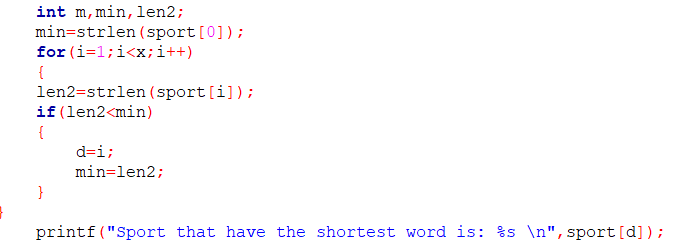 int m,min,len2;
min=strlen(sport[0]);
for(i=1;i<x;i++)
{
len2=strlen(sport[i]);
if(len2<min)
{
d=i;
min=len2;
}
}
printf("Sport that have the shortest word is: %s \n",sport[d]);